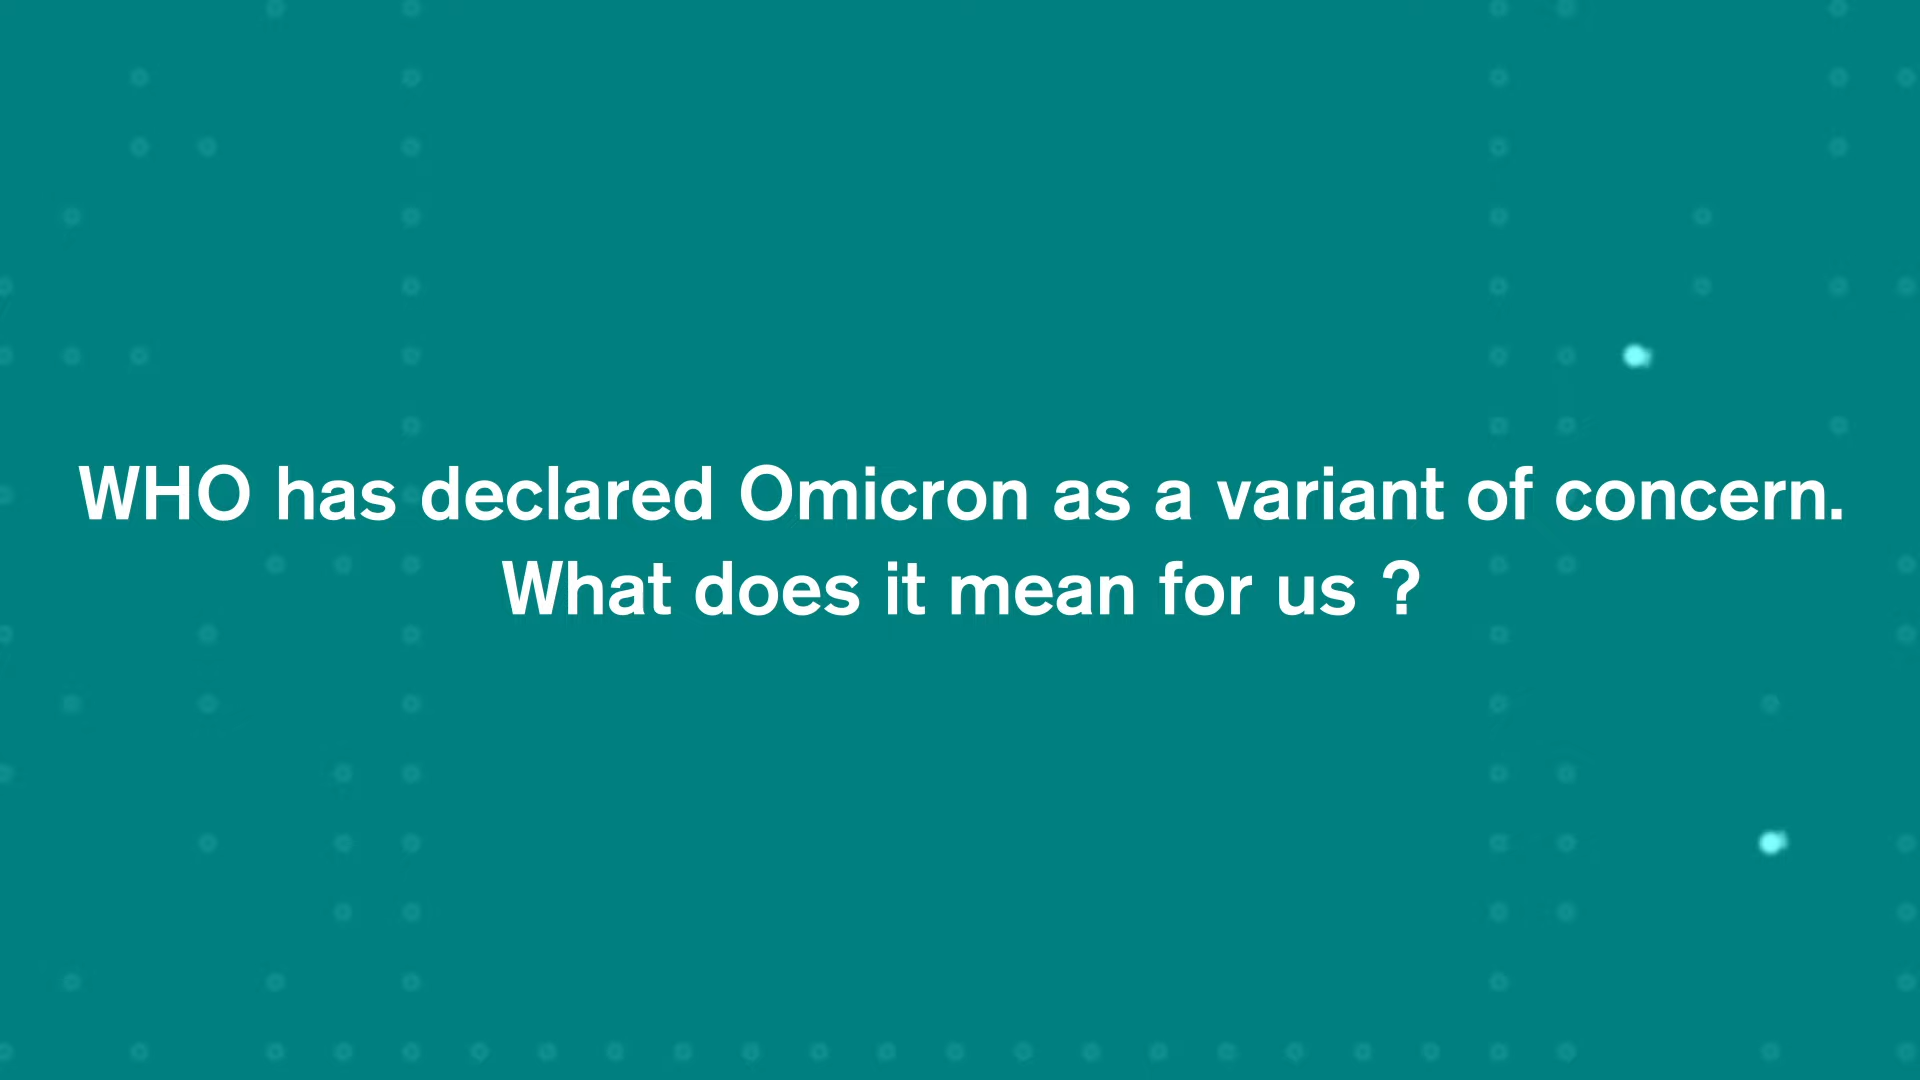 WHO has declared Omicron as a variant of concern.
What does it mean for us ?